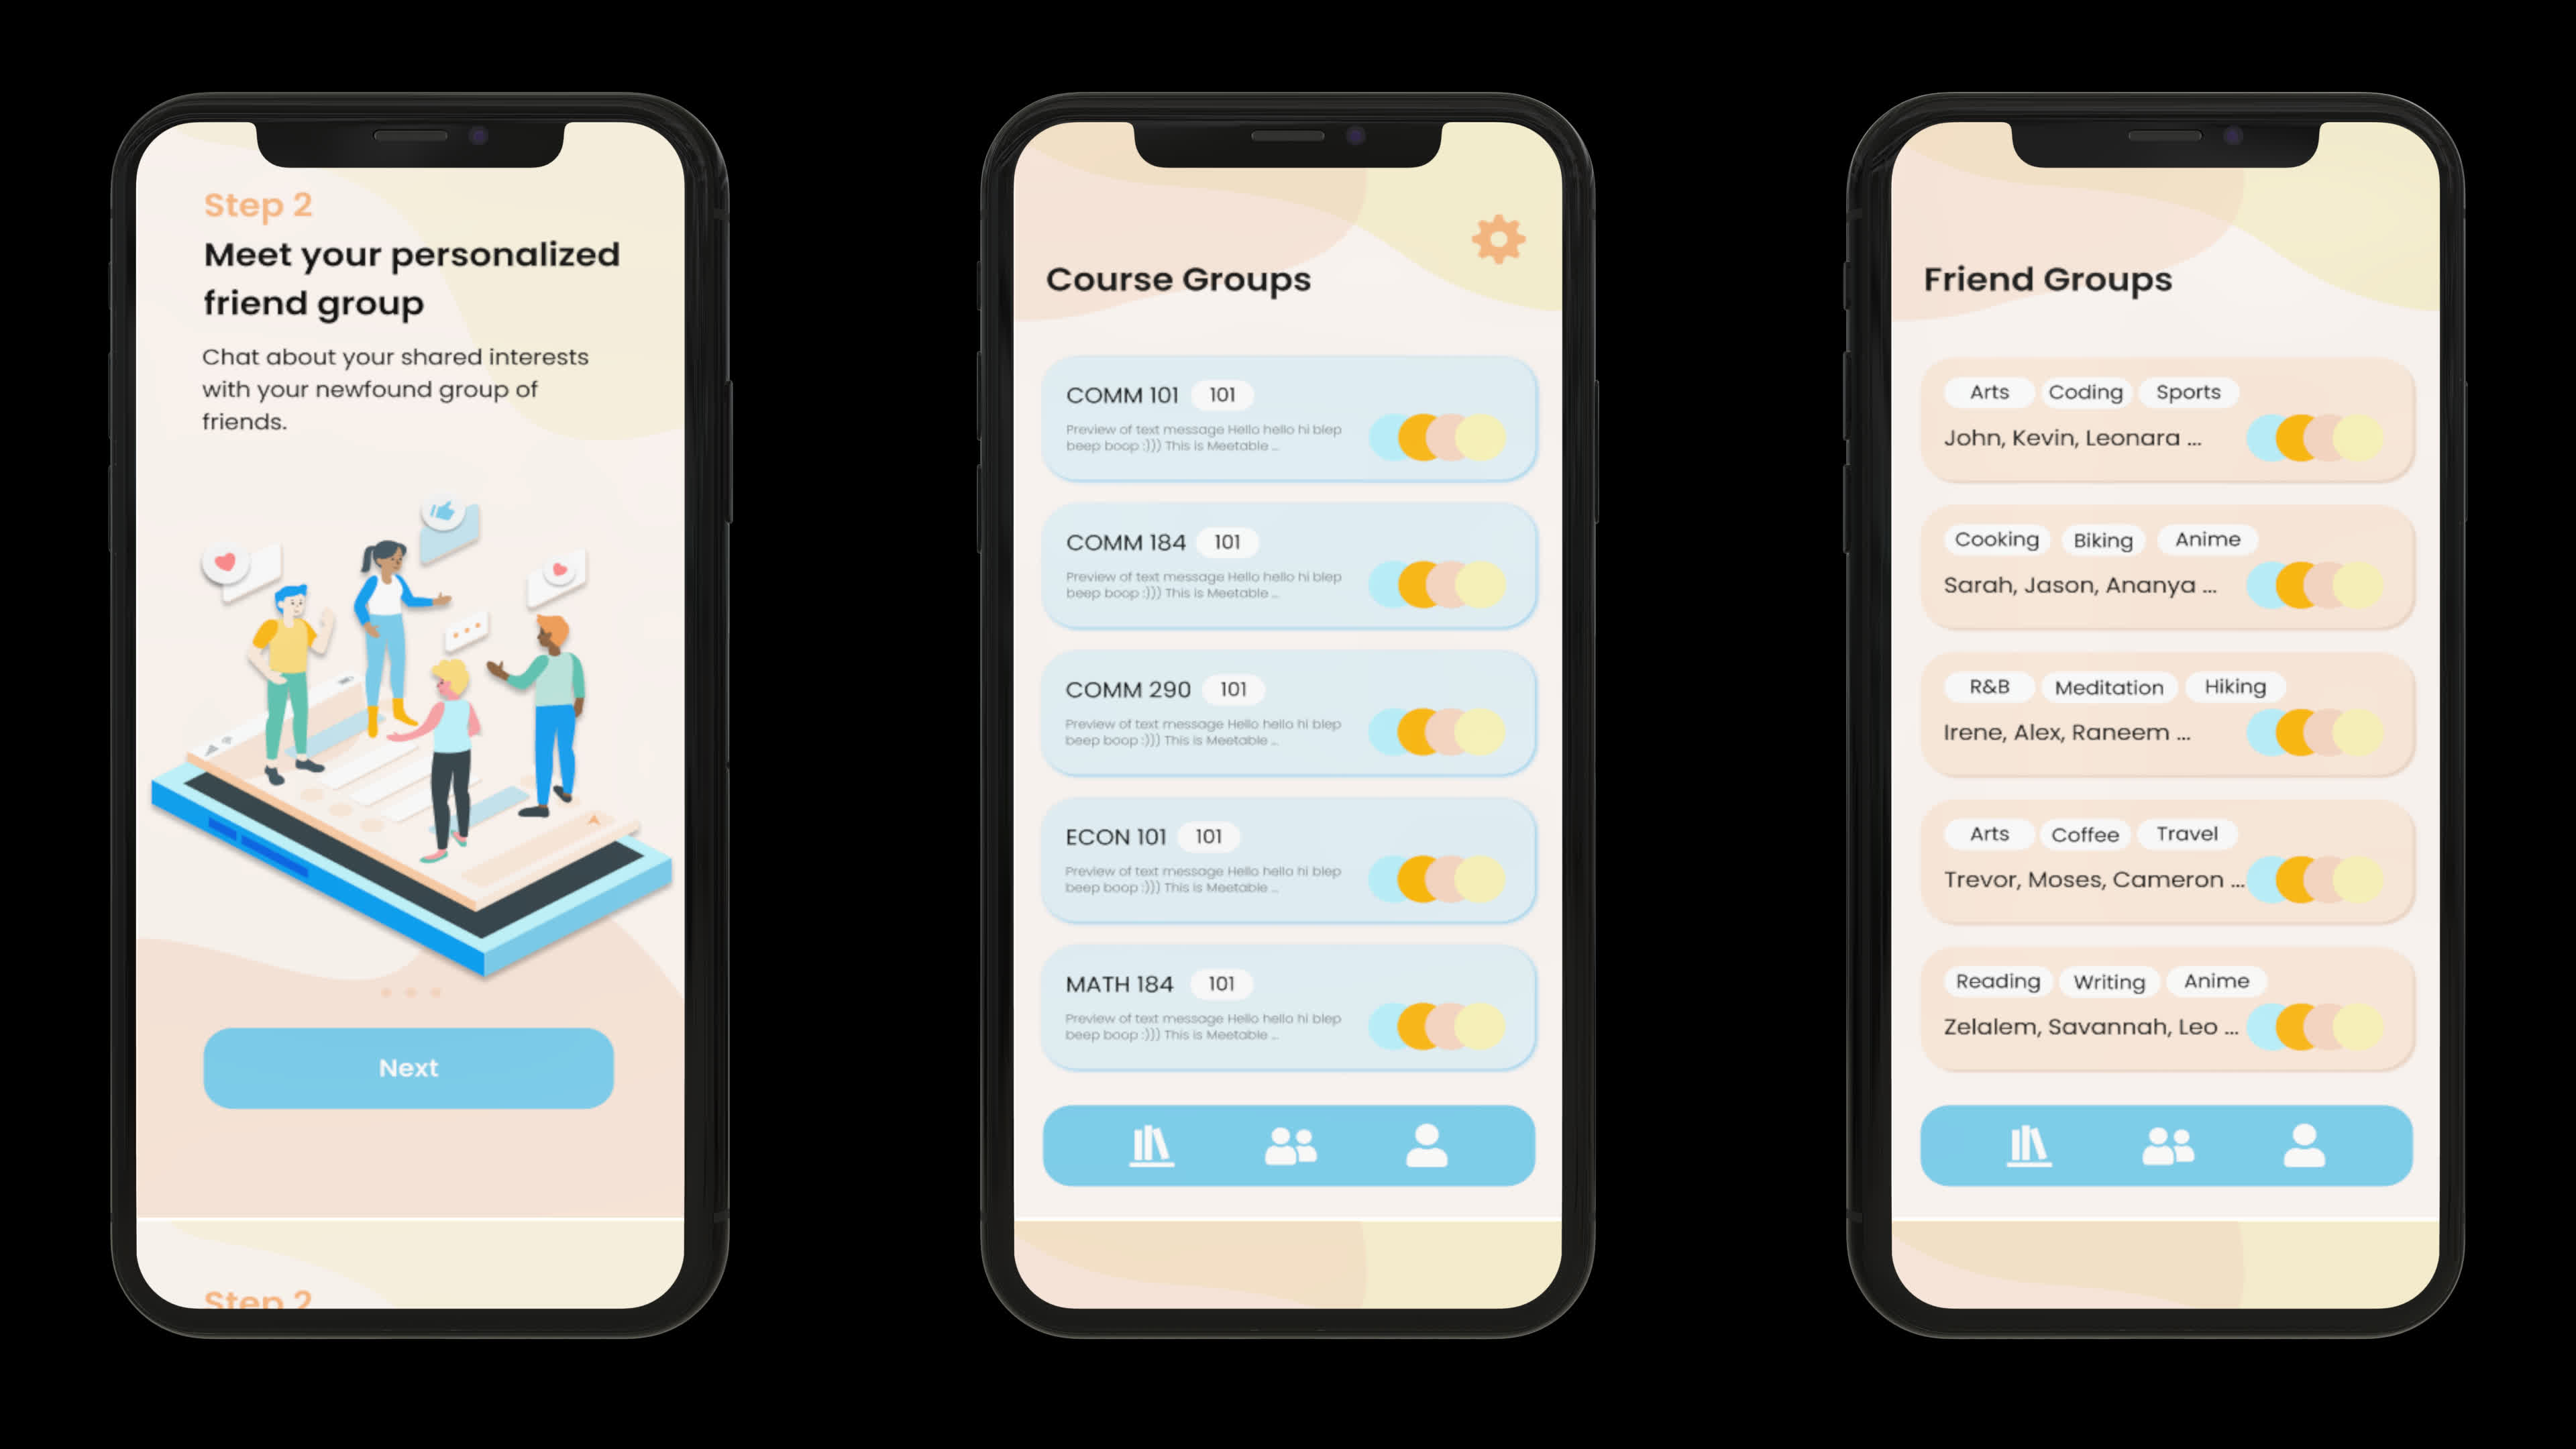 Step 2
Meet your personalized
friend group
Chat about your shared interests
with your newfound group of
friends.
Next
Step 2
Course Groups
COMM 101 101
Preview of text message Hello hello hi blep
beep boop :))) This is Meetable ...
COMM 184 101
Preview of text message Hello hello hi blep
beep boop :))) This is Meetable ...
COMM 290 101
Preview of text message Hello hello hi blep
beep boop :))) This is Meetable ...
ECON 101 101
Preview of text message Hello hello hi blep
beep boop :))) This is Meetable ...
MATH 184 101
Preview of text message Hello hello hi blep
beep boop :))) This is Meetable ...
Friend Groups
Arts Coding Sports
John, Kevin, Leonara ...
Cooking Biking Anime
Sarah, Jason, Ananya ...
R&B Meditation Hiking
Irene, Alex, Raneem ...
Arts Coffee Travel
Trevor, Moses, Cameron ...
Reading Writing Anime
Zelalem, Savannah, Leo ...